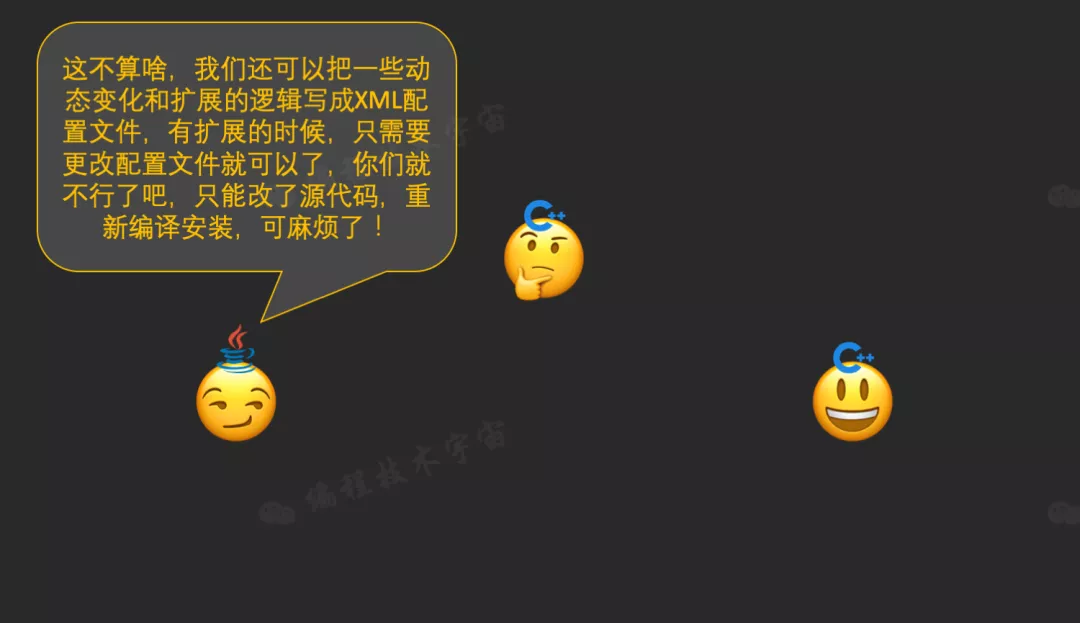 这不算啥，我们还可以把一些动
态变化和扩展的逻辑写成XML配
置文件，有扩展的时候，只需要
更改配置文件就可以了，你们就
不行了吧，只能改了源代码，重
新编译安装，可麻烦了！
C++
C++
编程技术宇宙